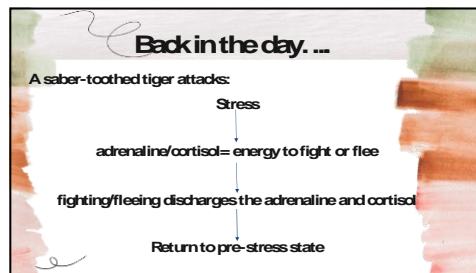 Back in the day. ...
A saber-toothed tiger attacks:
Stress
adrenaline/cortisol= energy to fight or flee
fighting/fleeing discharges the adrenaline and cortisol
Return to pre-stress state